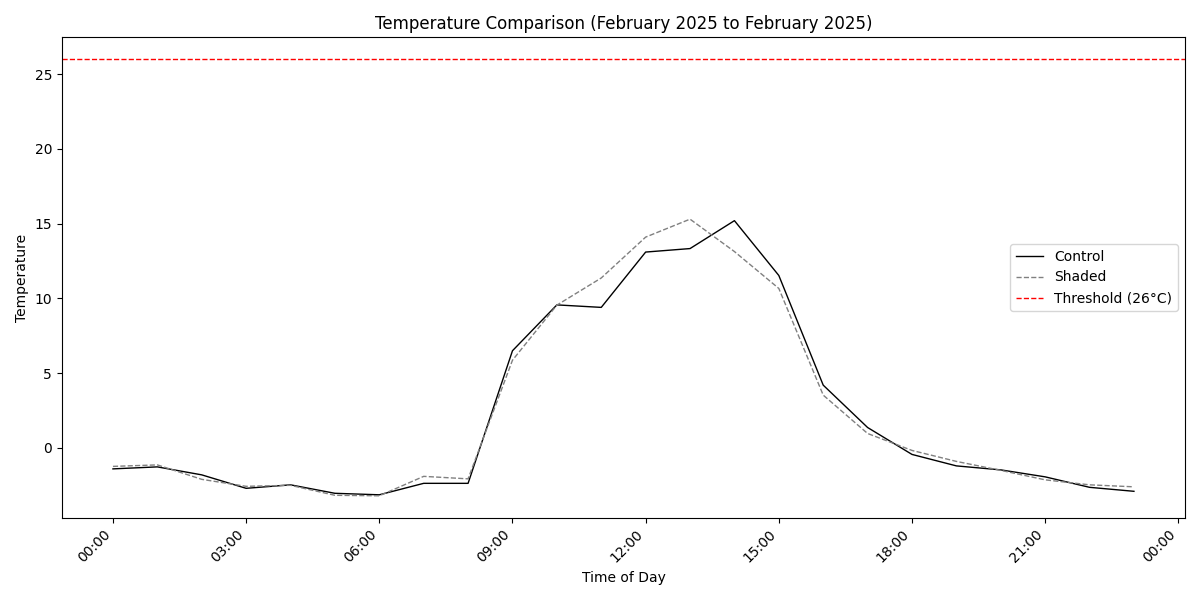 Temperature Comparison (February 2025 to February 2025)
Temperature
25
20
15
10
5
0
Control
Shaded
Threshold (26°C)
00:00
03:00
06:00
09:00
12:00
15:00
18:00
21:00
00:00
Time of Day